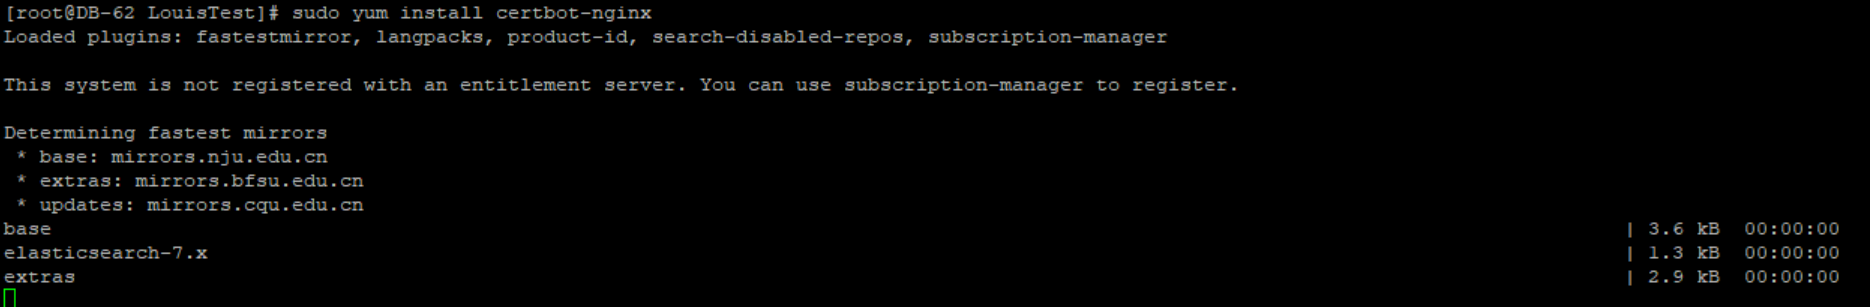 [root@DB-62 LouisTest]# sudo yum install certbot-nginx
Loaded plugins: fastestmirror, langpacks, product-id, search-disabled-repos, subscription-manager
This system is not registered with an entitlement server. You can use subscription-manager to register.
Determining fastest mirrors
* base: mirrors.nju.edu.cn
* extras: mirrors.bfsu.edu.cn
* updates: mirrors.cqu.edu.cn
base | 3.6 kB 00:00:00
elasticsearch-7.x | 1.3 kB 00:00:00
extras | 2.9 kB 00:00:00